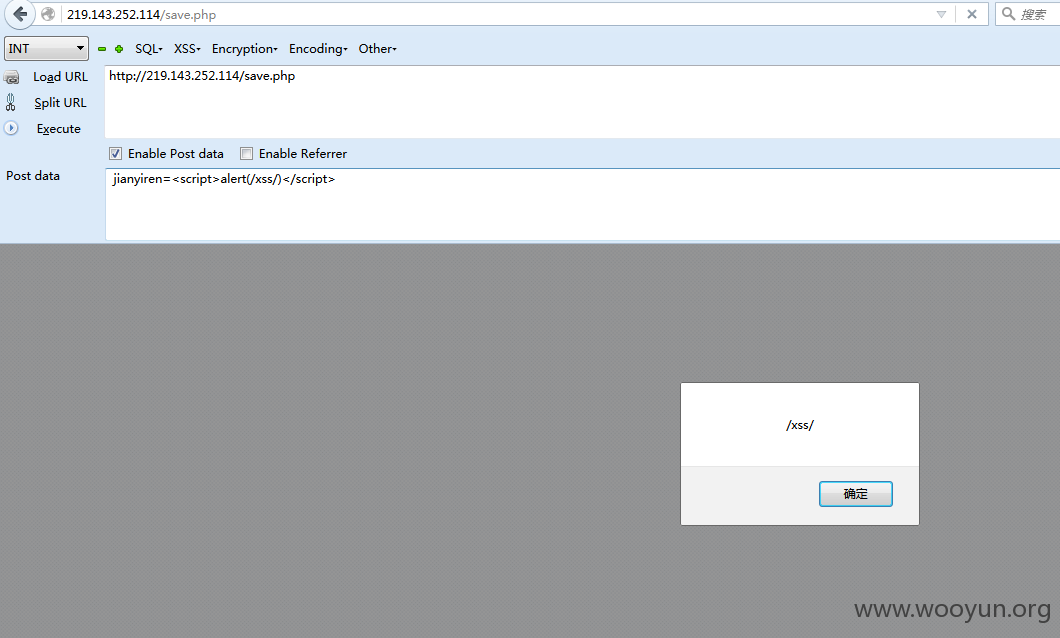 219.143.252.114/save.php
搜索
INT SQL- XSS- Encryption- Encoding- Other-
Load URL
http://219.143.252.114/save.php
Split URL
Execute
Enable Post data Enable Referrer
Post data
jianyiren=<script>alert(/xss/)</script>
/xss/
确定
www.wooyun.org